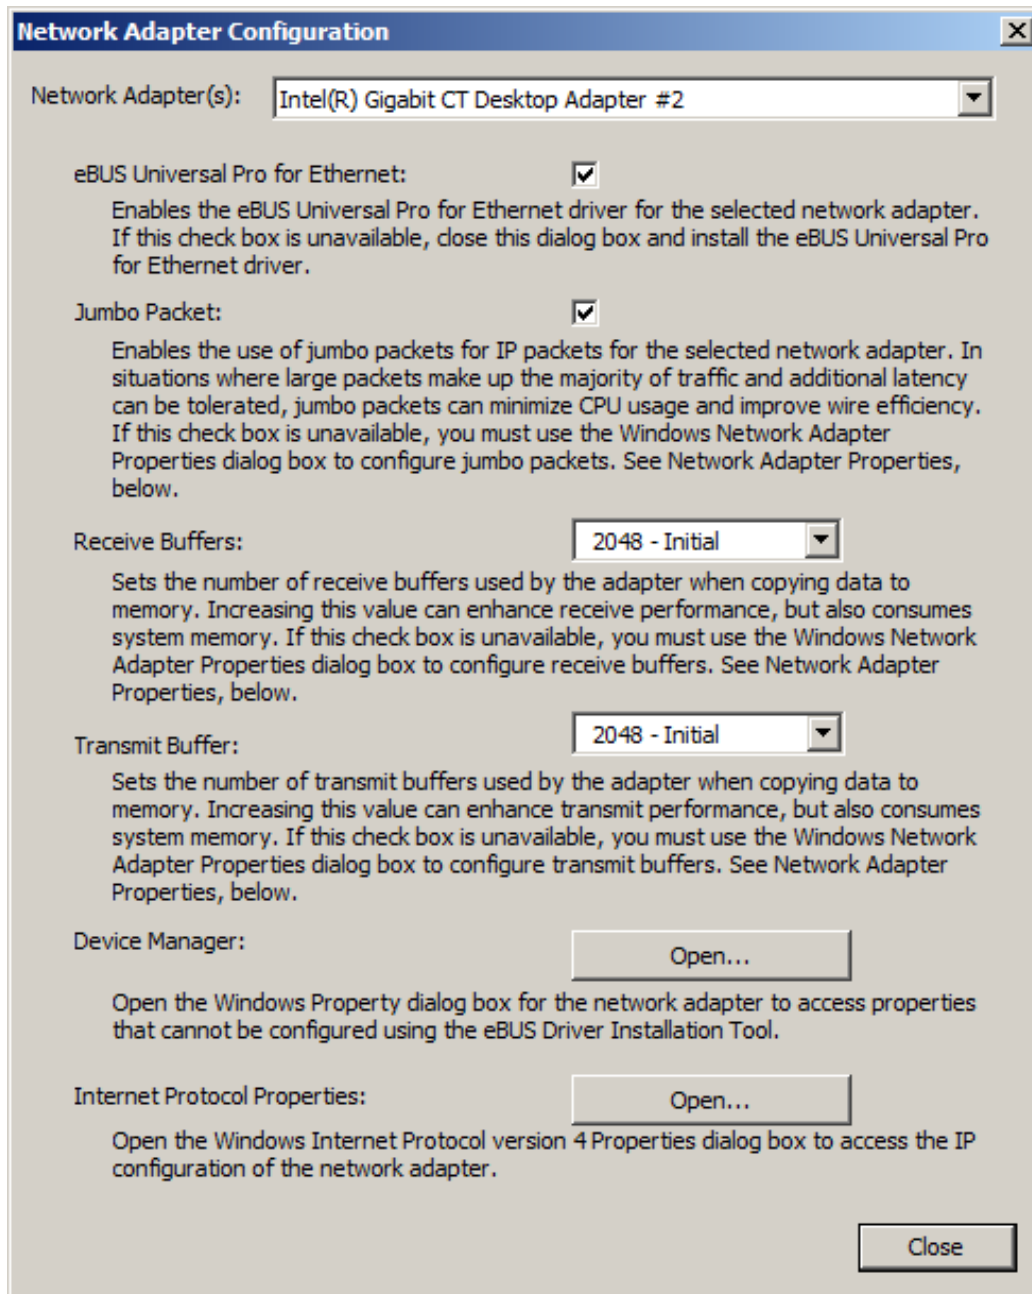 Network Adapter Configuration
Network Adapter(s): Intel(R) Gigabit CT Desktop Adapter #2
eBUS Universal Pro for Ethernet:
Enables the eBUS Universal Pro for Ethernet driver for the selected network adapter.
If this check box is unavailable, close this dialog box and install the eBUS Universal Pro
for Ethernet driver.
Jumbo Packet:
Enables the use of jumbo packets for IP packets for the selected network adapter. In
situations where large packets make up the majority of traffic and additional latency
can be tolerated, jumbo packets can minimize CPU usage and improve wire efficiency.
If this check box is unavailable, you must use the Windows Network Adapter
Properties dialog box to configure jumbo packets. See Network Adapter Properties,
below.
Receive Buffers: 2048 - Initial
Sets the number of receive buffers used by the adapter when copying data to
memory. Increasing this value can enhance receive performance, but also consumes
system memory. If this check box is unavailable, you must use the Windows Network
Adapter Properties dialog box to configure receive buffers. See Network Adapter
Properties, below.
Transmit Buffer: 2048 - Initial
Sets the number of transmit buffers used by the adapter when copying data to
memory. Increasing this value can enhance transmit performance, but also consumes
system memory. If this check box is unavailable, you must use the Windows Network
Adapter Properties dialog box to configure transmit buffers. See Network Adapter
Properties, below.
Device Manager: Open...
Open the Windows Property dialog box for the network adapter to access properties
that cannot be configured using the eBUS Driver Installation Tool.
Internet Protocol Properties: Open...
Open the Windows Internet Protocol version 4 Properties dialog box to access the IP
configuration of the network adapter.
Close